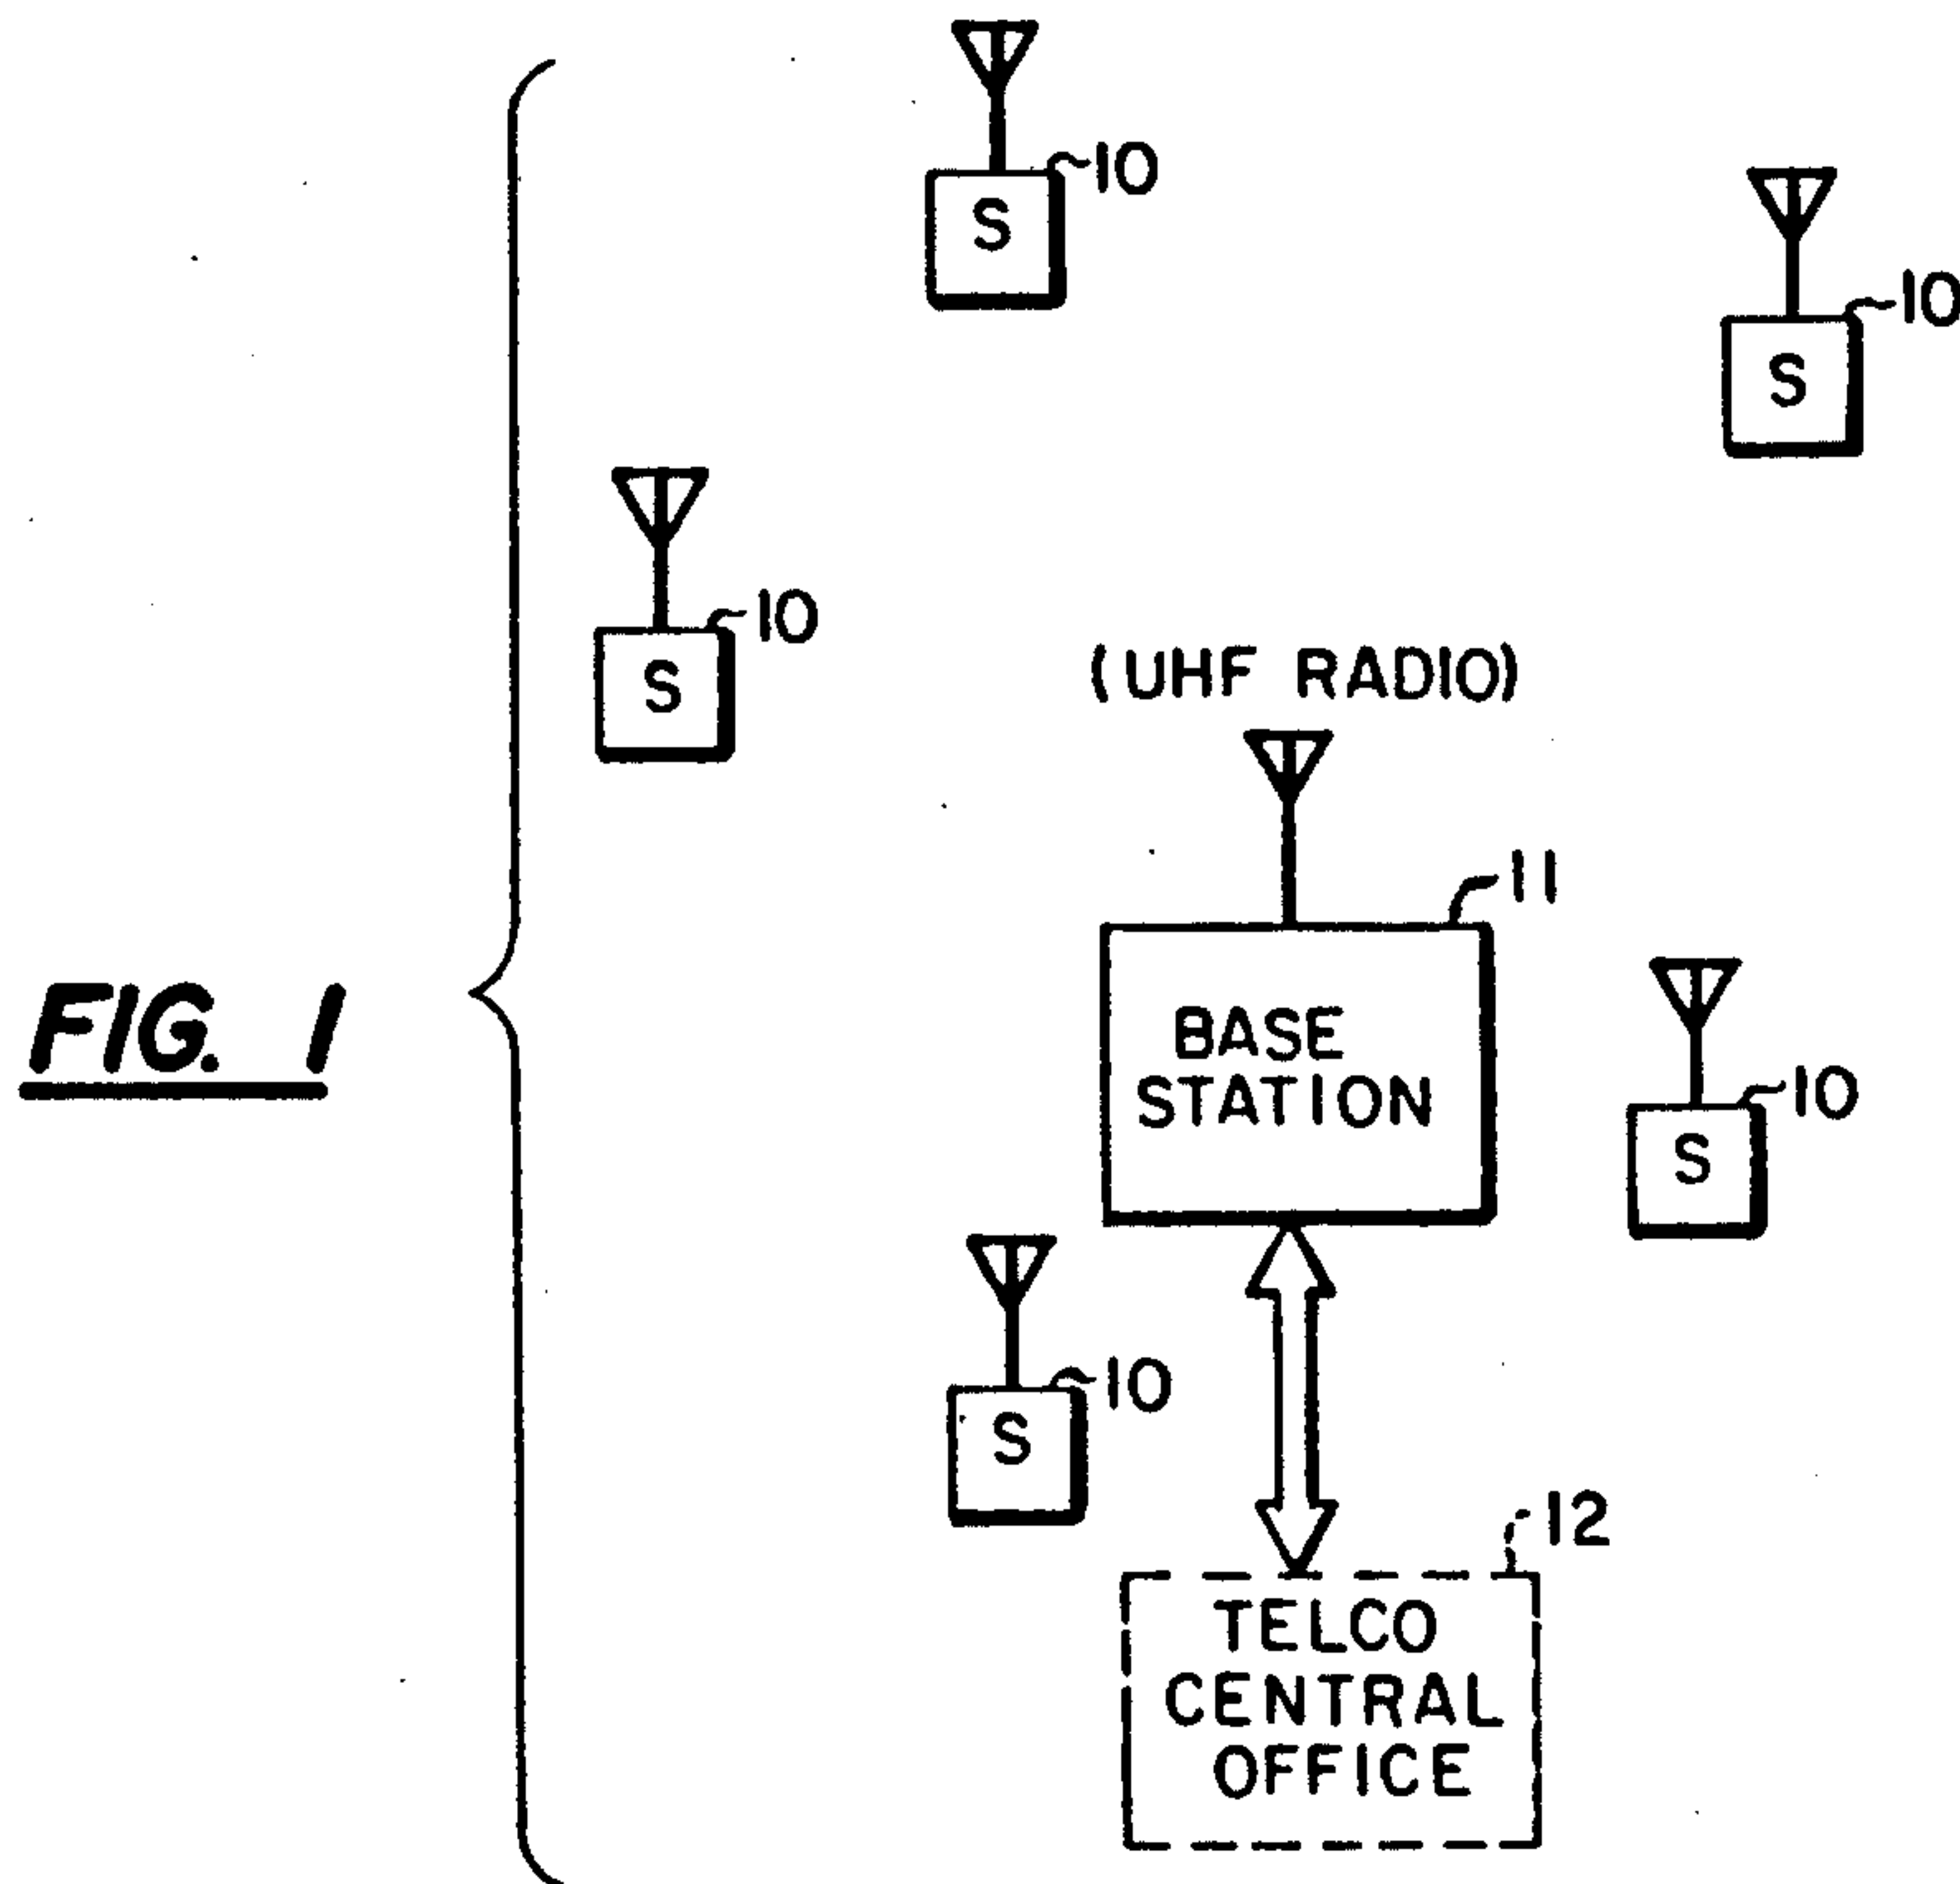 10
S
10
S
10
S
(UHF RADIO)
11
BASE
STATION
FIG. 1
10
S
10
S
12
TELCO
CENTRAL
OFFICE